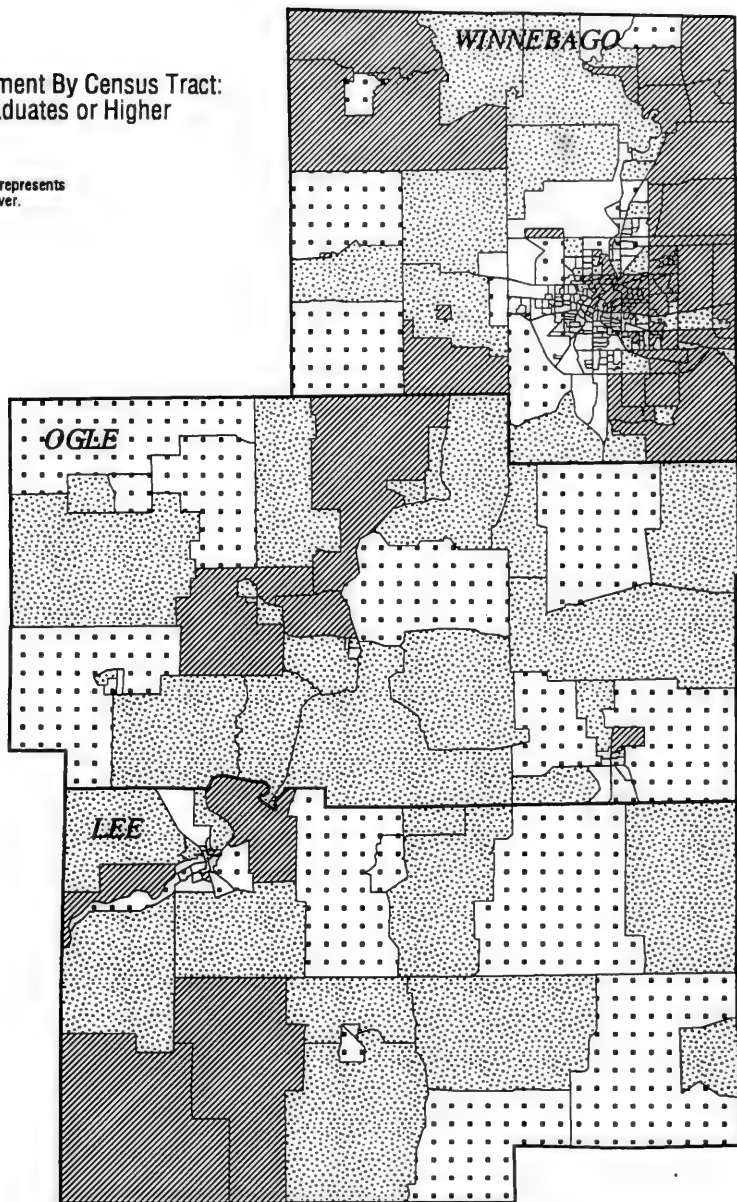 ment By Census Tract:
aduates or Higher
represents
ver.
WINNEBAGO
OGLE
LEE